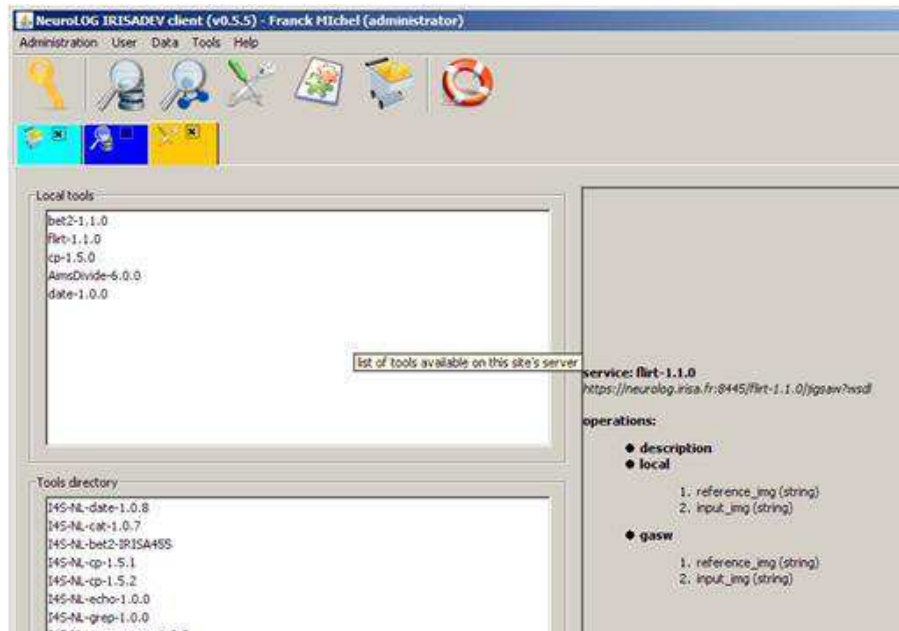 NeuroLOG IRISADEV client (v0.5.5) - Franck MIchel (administrator)
Administration User Data Tools Help
Local tools
bet2-1.1.0
flirt-1.1.0
cp-1.5.0
AimsDivide-6.0.0
date-1.0.0
list of tools available on this site's server
service: flirt-1.1.0
https://neurolog.irisa.fr:8445/flirt-1.1.0/jigsaw?wsdl
operations:
● description
● local
1. reference_img (string)
2. input_img (string)
● gasw
1. reference_img (string)
2. input_img (string)
Tools directory
I4S-NL-date-1.0.8
I4S-NL-cat-1.0.7
I4S-NL-bet2-IRISA455
I4S-NL-cp-1.5.1
I4S-NL-cp-1.5.2
I4S-NL-echo-1.0.0
I4S-NL-grep-1.0.0